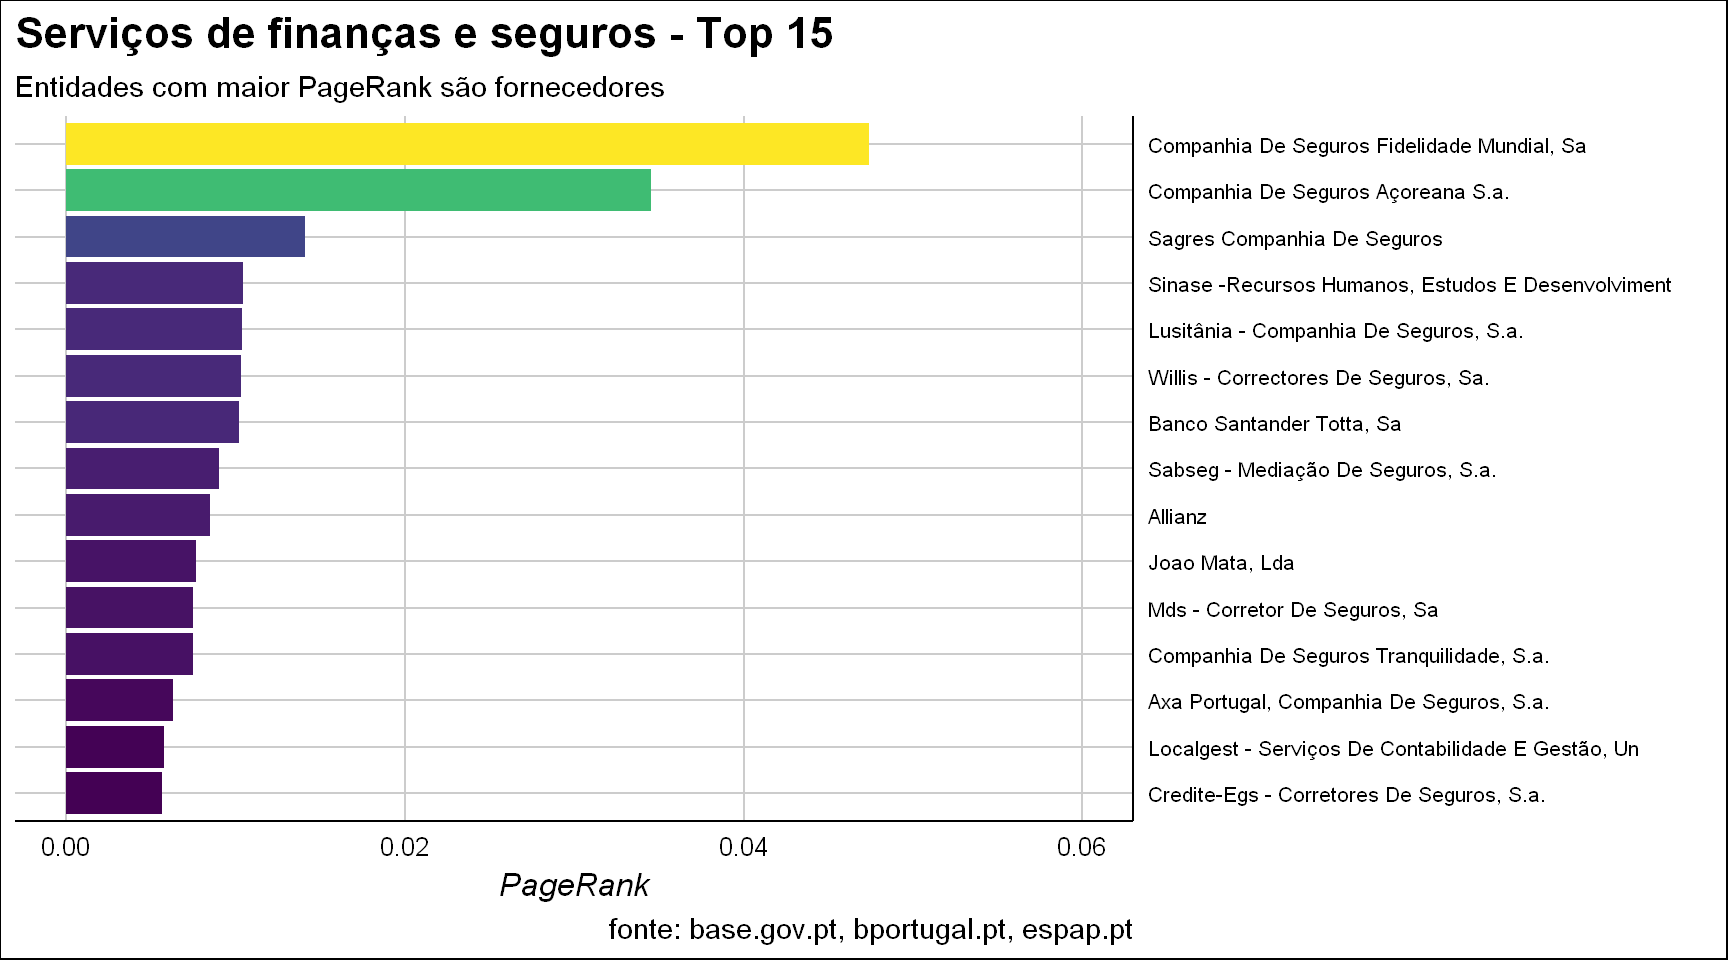 Serviços de finanças e seguros - Top 15
Entidades com maior PageRank são fornecedores
Companhia De Seguros Fidelidade Mundial, Sa
Companhia De Seguros Açoreana S.a.
Sagres Companhia De Seguros
Sinase -Recursos Humanos, Estudos E Desenvolviment
Lusitânia - Companhia De Seguros, S.a.
Willis - Correctores De Seguros, Sa.
Banco Santander Totta, Sa
Sabseg - Mediação De Seguros, S.a.
Allianz
Joao Mata, Lda
Mds - Corretor De Seguros, Sa
Companhia De Seguros Tranquilidade, S.a.
Axa Portugal, Companhia De Seguros, S.a.
Localgest - Serviços De Contabilidade E Gestão, Un
Credite-Egs - Corretores De Seguros, S.a.
0.00 0.02 0.04 0.06
PageRank
fonte: base.gov.pt, bportugal.pt, espap.pt